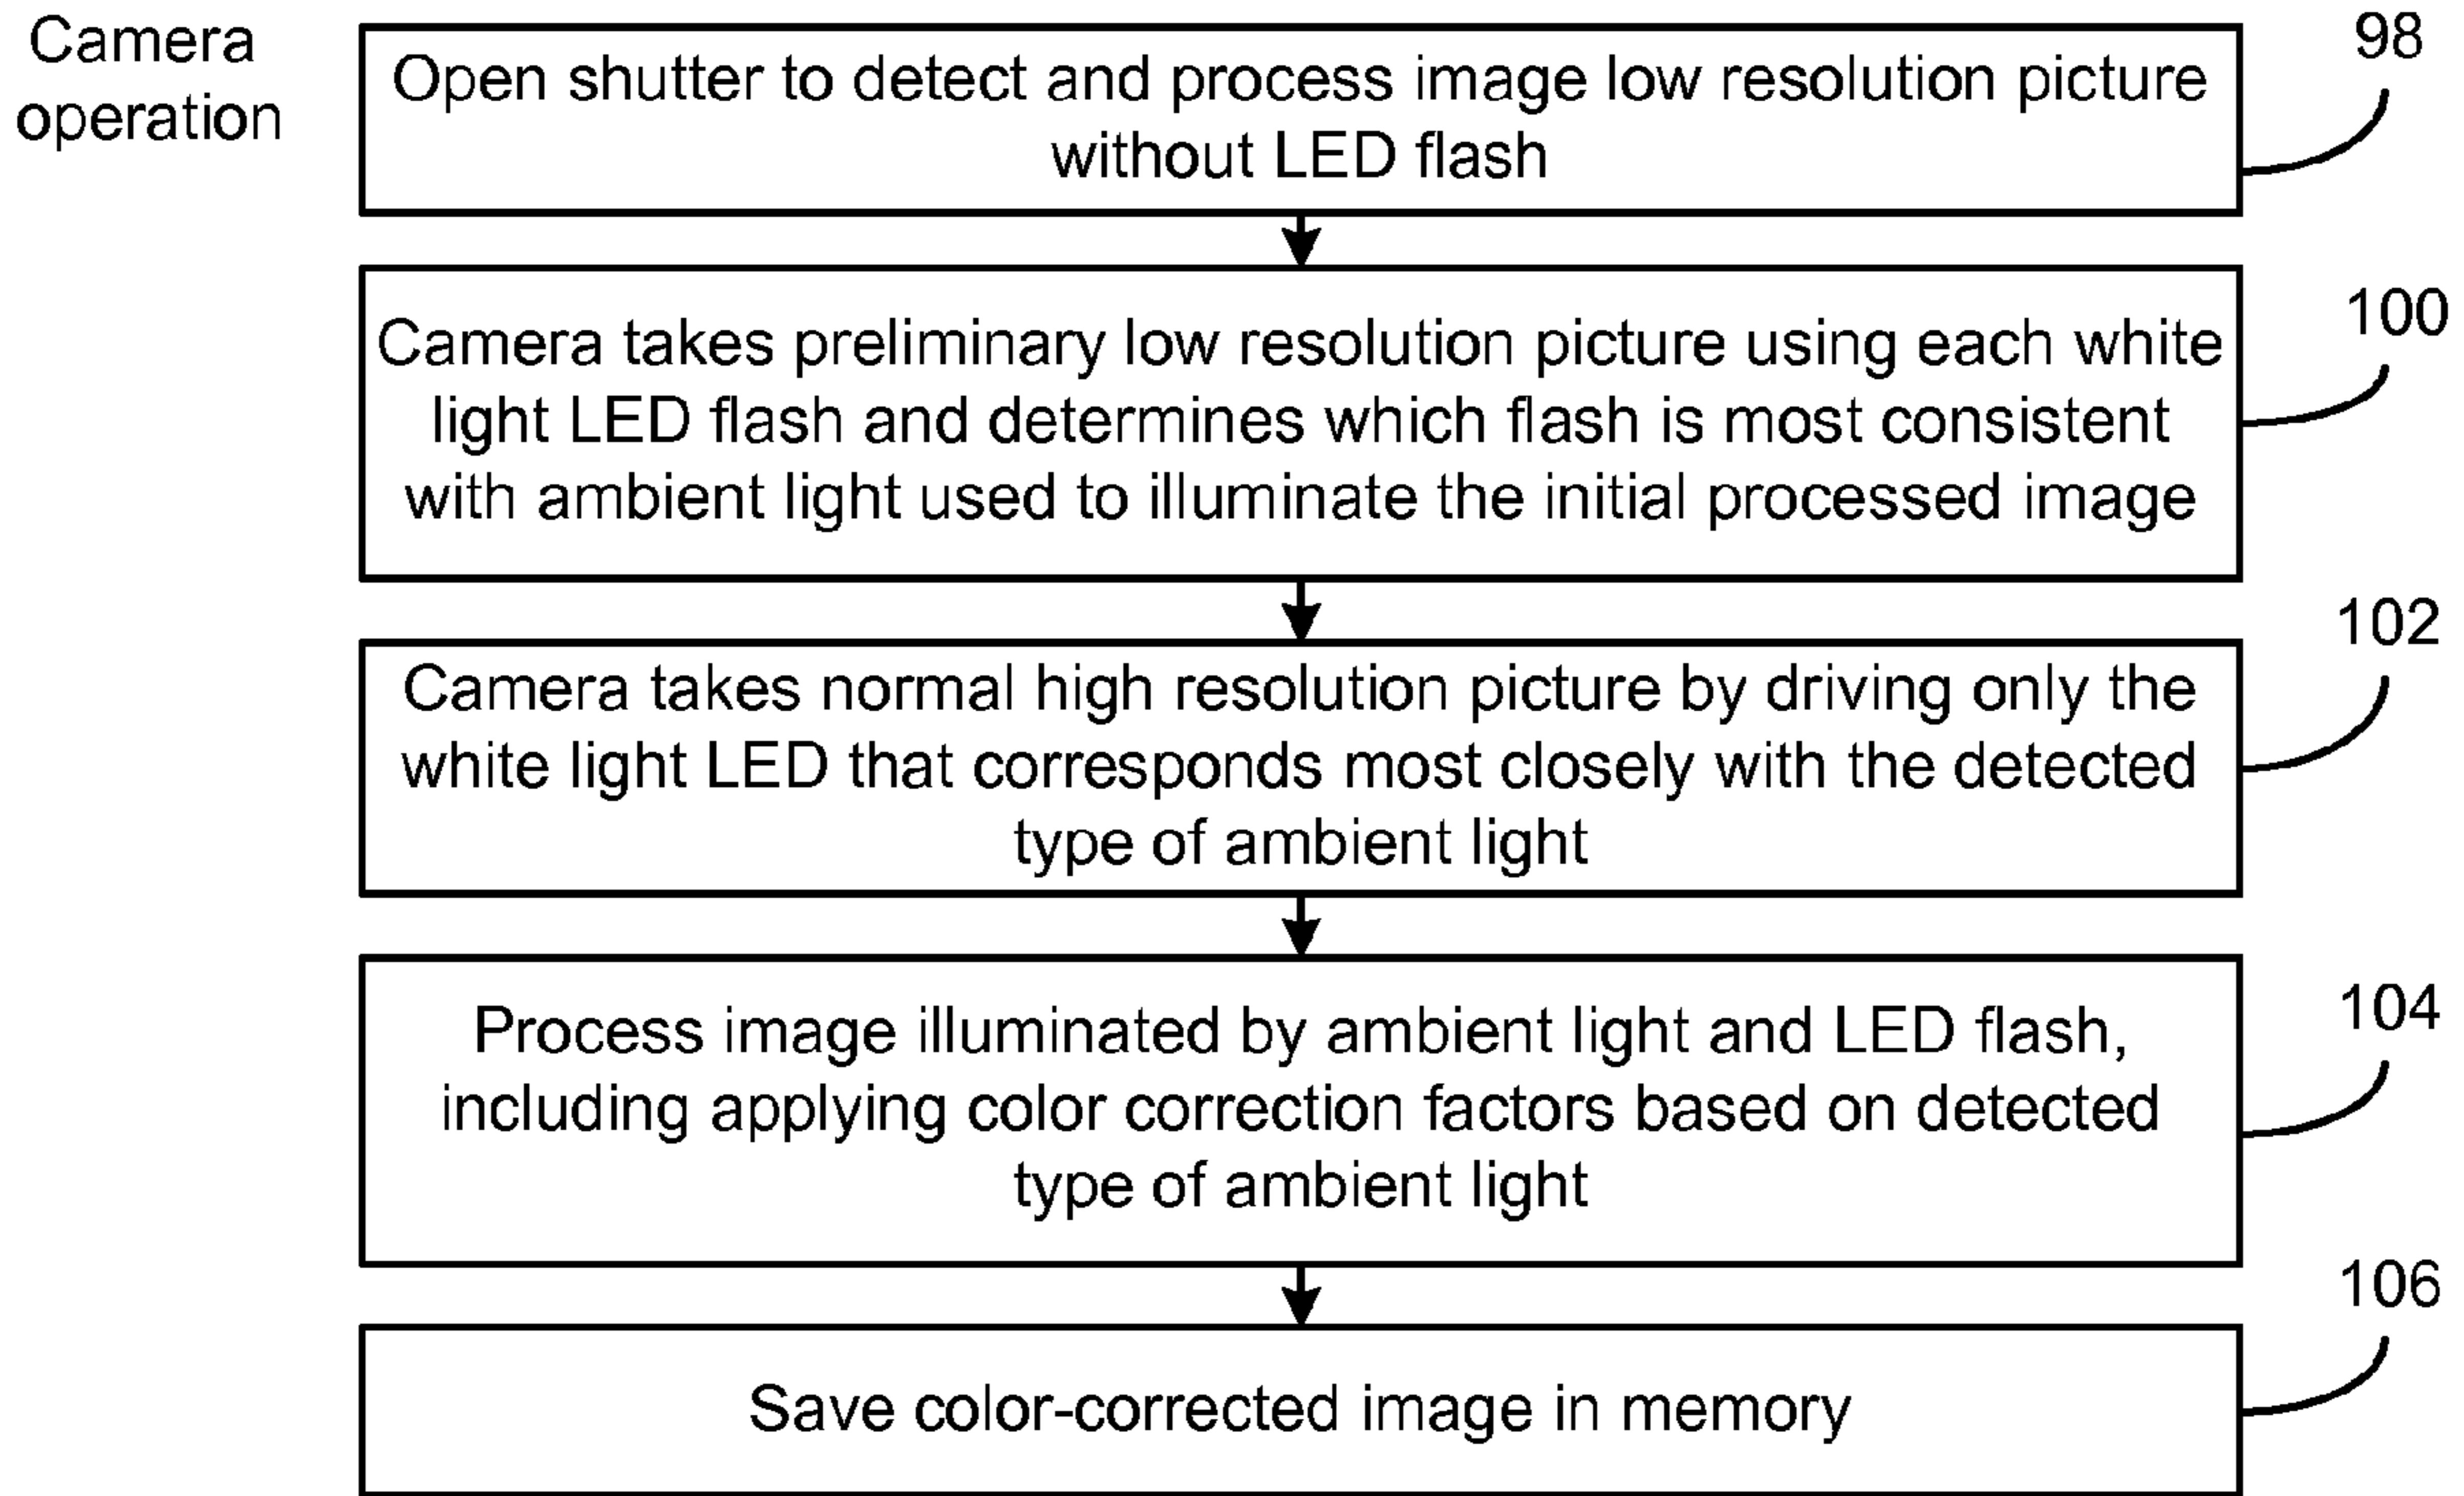 Camera
operation
Open shutter to detect and process image low resolution picture
without LED flash
98
Camera takes preliminary low resolution picture using each white
light LED flash and determines which flash is most consistent
with ambient light used to illuminate the initial processed image
100
Camera takes normal high resolution picture by driving only the
white light LED that corresponds most closely with the detected
type of ambient light
102
Process image illuminated by ambient light and LED flash,
including applying color correction factors based on detected
type of ambient light
104
Save color-corrected image in memory
106